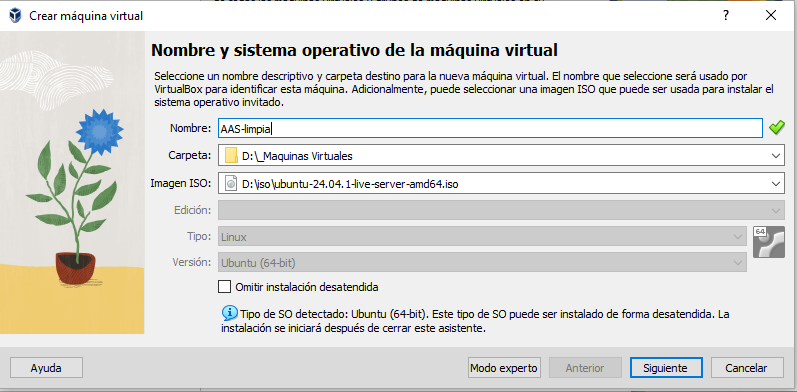 Crear máquina virtual
Nombre y sistema operativo de la máquina virtual
Seleccione un nombre descriptivo y carpeta destino para la nueva máquina virtual. El nombre que seleccione será usado por
VirtualBox para identificar esta máquina. Adicionalmente, puede seleccionar una imagen ISO que puede ser usada para instalar el
sistema operativo invitado.
Nombre: AAS-limpia
Carpeta: D:\_Maquinas Virtuales
Imagen ISO: D:\iso\ubuntu-24.04.1-live-server-amd64.iso
Edición:
Tipo: Linux
64
Versión: Ubuntu (64-bit)
Omitir instalación desatendida
Tipo de SO detectado: Ubuntu (64-bit). Este tipo de SO puede ser instalado de forma desatendida. La
instalación se iniciará después de cerrar este asistente.
Ayuda Modo experto Anterior Siguiente Cancelar